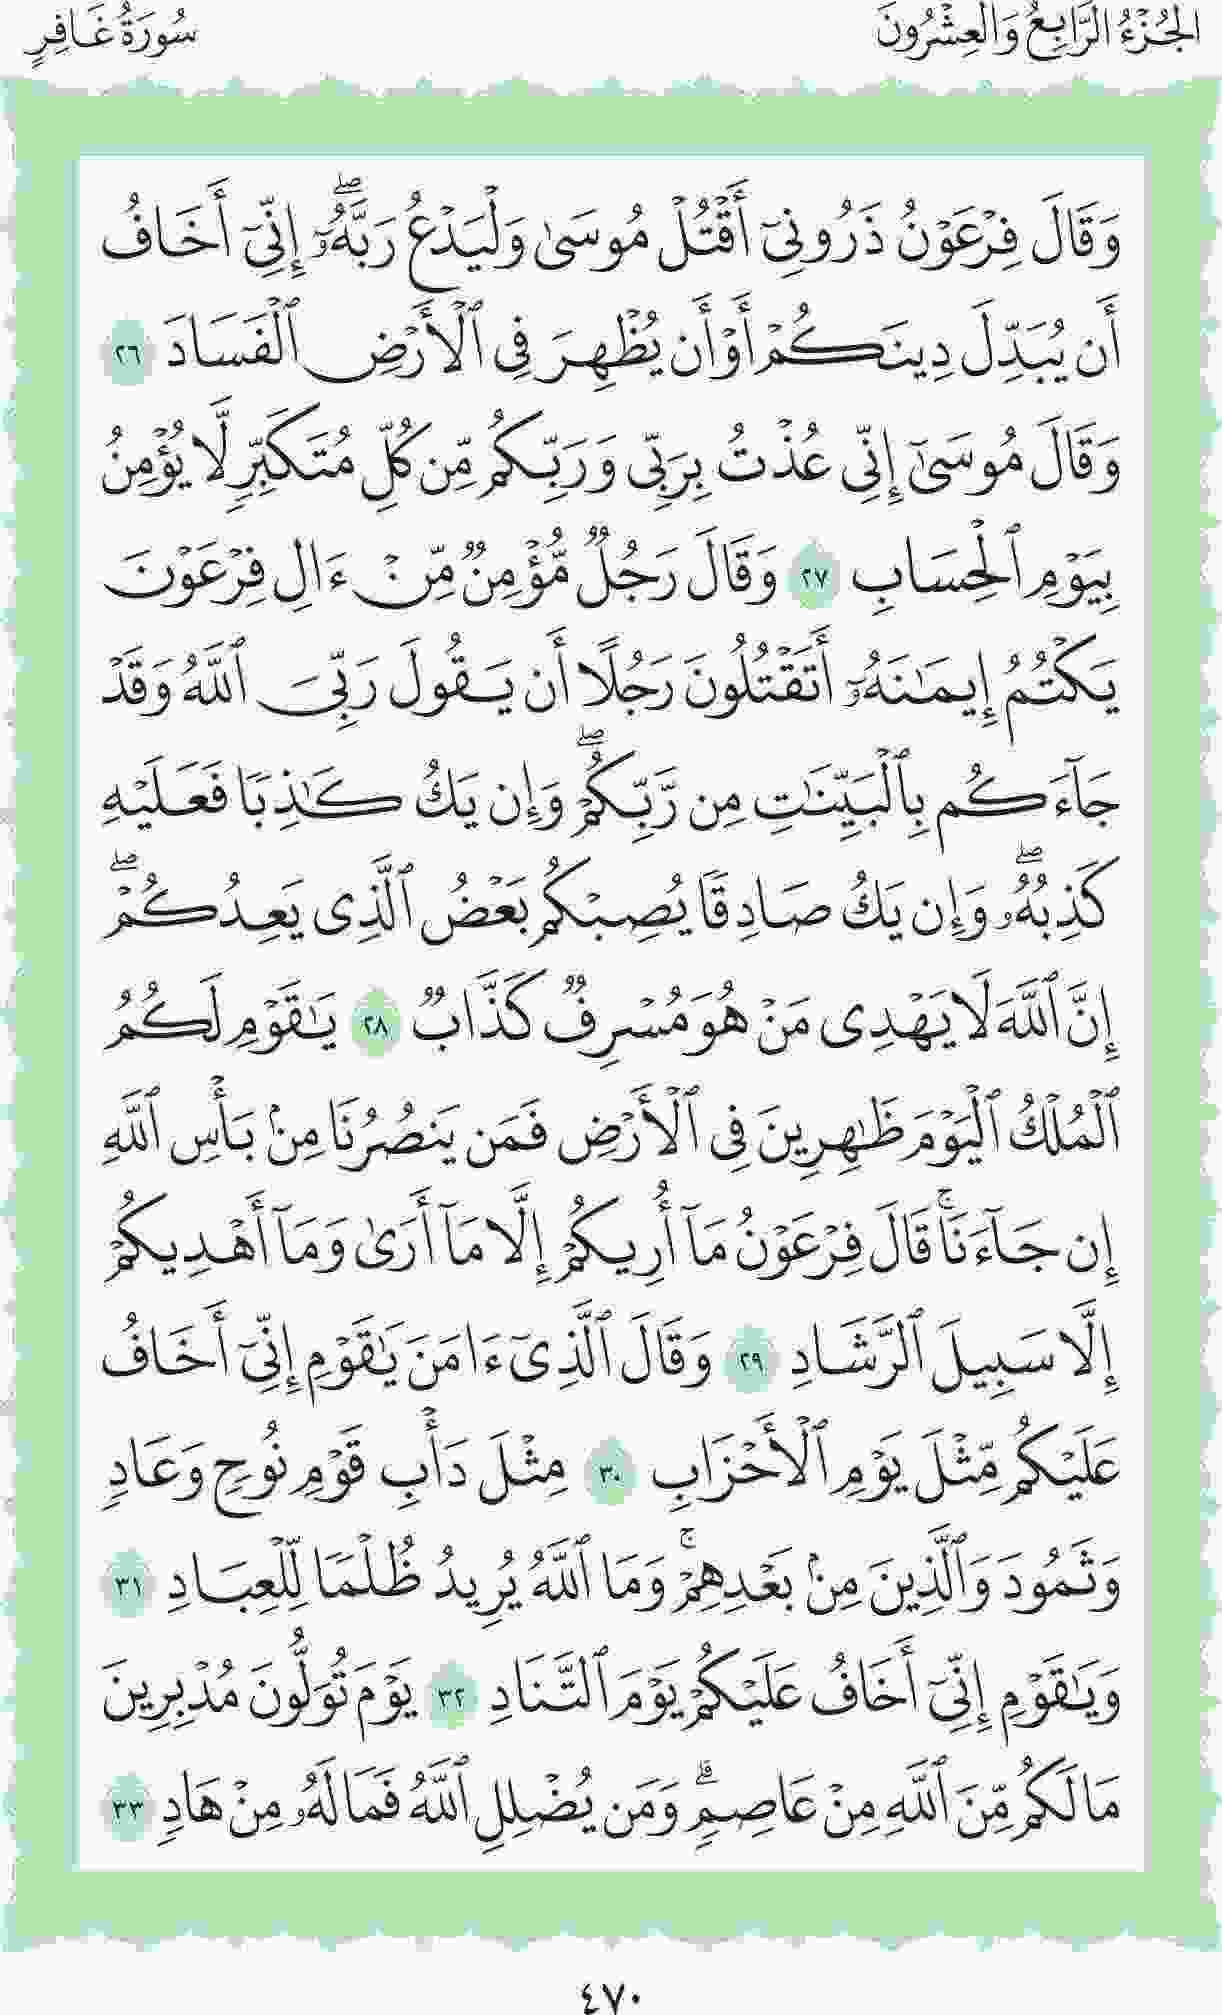 الجُزْءُ الرَّابِعُ وَالْعِشْرُونَ
سُورَةُ غَافِرٍ
وَقَالَ فِرْعَوْنُ ذَرُونِىٓ أَقْتُلْ مُوسَىٰ وَلْيَدْعُ رَبَّهُۥٓۖ إِنِّىٓ أَخَافُ
أَن يُبَدِّلَ دِينَكُمْ أَوْ أَن يُظْهِرَ فِى ٱلْأَرْضِ ٱلْفَسَادَ ٢٦
وَقَالَ مُوسَىٰٓ إِنِّى عُذْتُ بِرَبِّى وَرَبِّكُم مِّن كُلِّ مُتَكَبِّرٍ لَّا يُؤْمِنُ
بِيَوْمِ ٱلْحِسَابِ ٢٧ وَقَالَ رَجُلٌ مُّؤْمِنٌ مِّنْ ءَالِ فِرْعَوْنَ
يَكْتُمُ إِيمَٰنَهُۥٓ أَتَقْتُلُونَ رَجُلًا أَن يَقُولَ رَبِّىَ ٱللَّهُ وَقَدْ
جَآءَكُم بِٱلْبَيِّنَٰتِ مِن رَّبِّكُمْۖ وَإِن يَكُ كَٰذِبًا فَعَلَيْهِ
كَذِبُهُۥۖ وَإِن يَكُ صَادِقًا يُصِبْكُم بَعْضُ ٱلَّذِى يَعِدُكُمْۖ
إِنَّ ٱللَّهَ لَا يَهْدِى مَنْ هُوَ مُسْرِفٌ كَذَّابٌ ٢٨ يَٰقَوْمِ لَكُمُ
ٱلْمُلْكُ ٱلْيَوْمَ ظَٰهِرِينَ فِى ٱلْأَرْضِ فَمَن يَنصُرُنَا مِنۢ بَأْسِ ٱللَّهِ
إِن جَآءَنَاۚ قَالَ فِرْعَوْنُ مَآ أُرِيكُمْ إِلَّا مَآ أَرَىٰ وَمَآ أَهْدِيكُمْ
إِلَّا سَبِيلَ ٱلرَّشَادِ ٢٩ وَقَالَ ٱلَّذِىٓ ءَامَنَ يَٰقَوْمِ إِنِّىٓ أَخَافُ
عَلَيْكُم مِّثْلَ يَوْمِ ٱلْأَحْزَابِ ٣٠ مِثْلَ دَأْبِ قَوْمِ نُوحٍ وَعَادٍ
وَثَمُودَ وَٱلَّذِينَ مِنۢ بَعْدِهِمْۚ وَمَا ٱللَّهُ يُرِيدُ ظُلْمًا لِّلْعِبَادِ ٣١
وَيَٰقَوْمِ إِنِّىٓ أَخَافُ عَلَيْكُمْ يَوْمَ ٱلتَّنَادِ ٣٢ يَوْمَ تُوَلُّونَ مُدْبِرِينَ
مَا لَكُم مِّنَ ٱللَّهِ مِنْ عَاصِمٍۗ وَمَن يُضْلِلِ ٱللَّهُ فَمَا لَهُۥ مِنْ هَادٍ ٣٣
٤٧٠